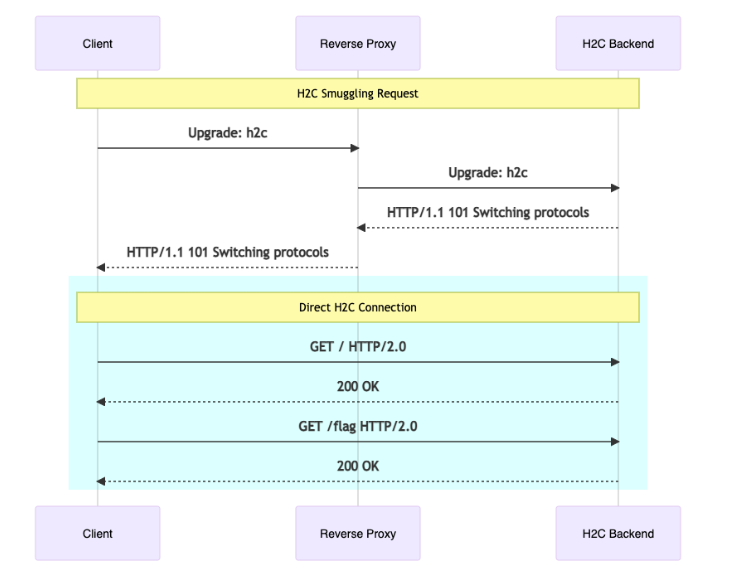 Client
Reverse Proxy
H2C Backend
H2C Smuggling Request
Upgrade: h2c
Upgrade: h2c
HTTP/1.1 101 Switching protocols
HTTP/1.1 101 Switching protocols
Direct H2C Connection
GET / HTTP/2.0
200 OK
GET /flag HTTP/2.0
200 OK
Client
Reverse Proxy
H2C Backend